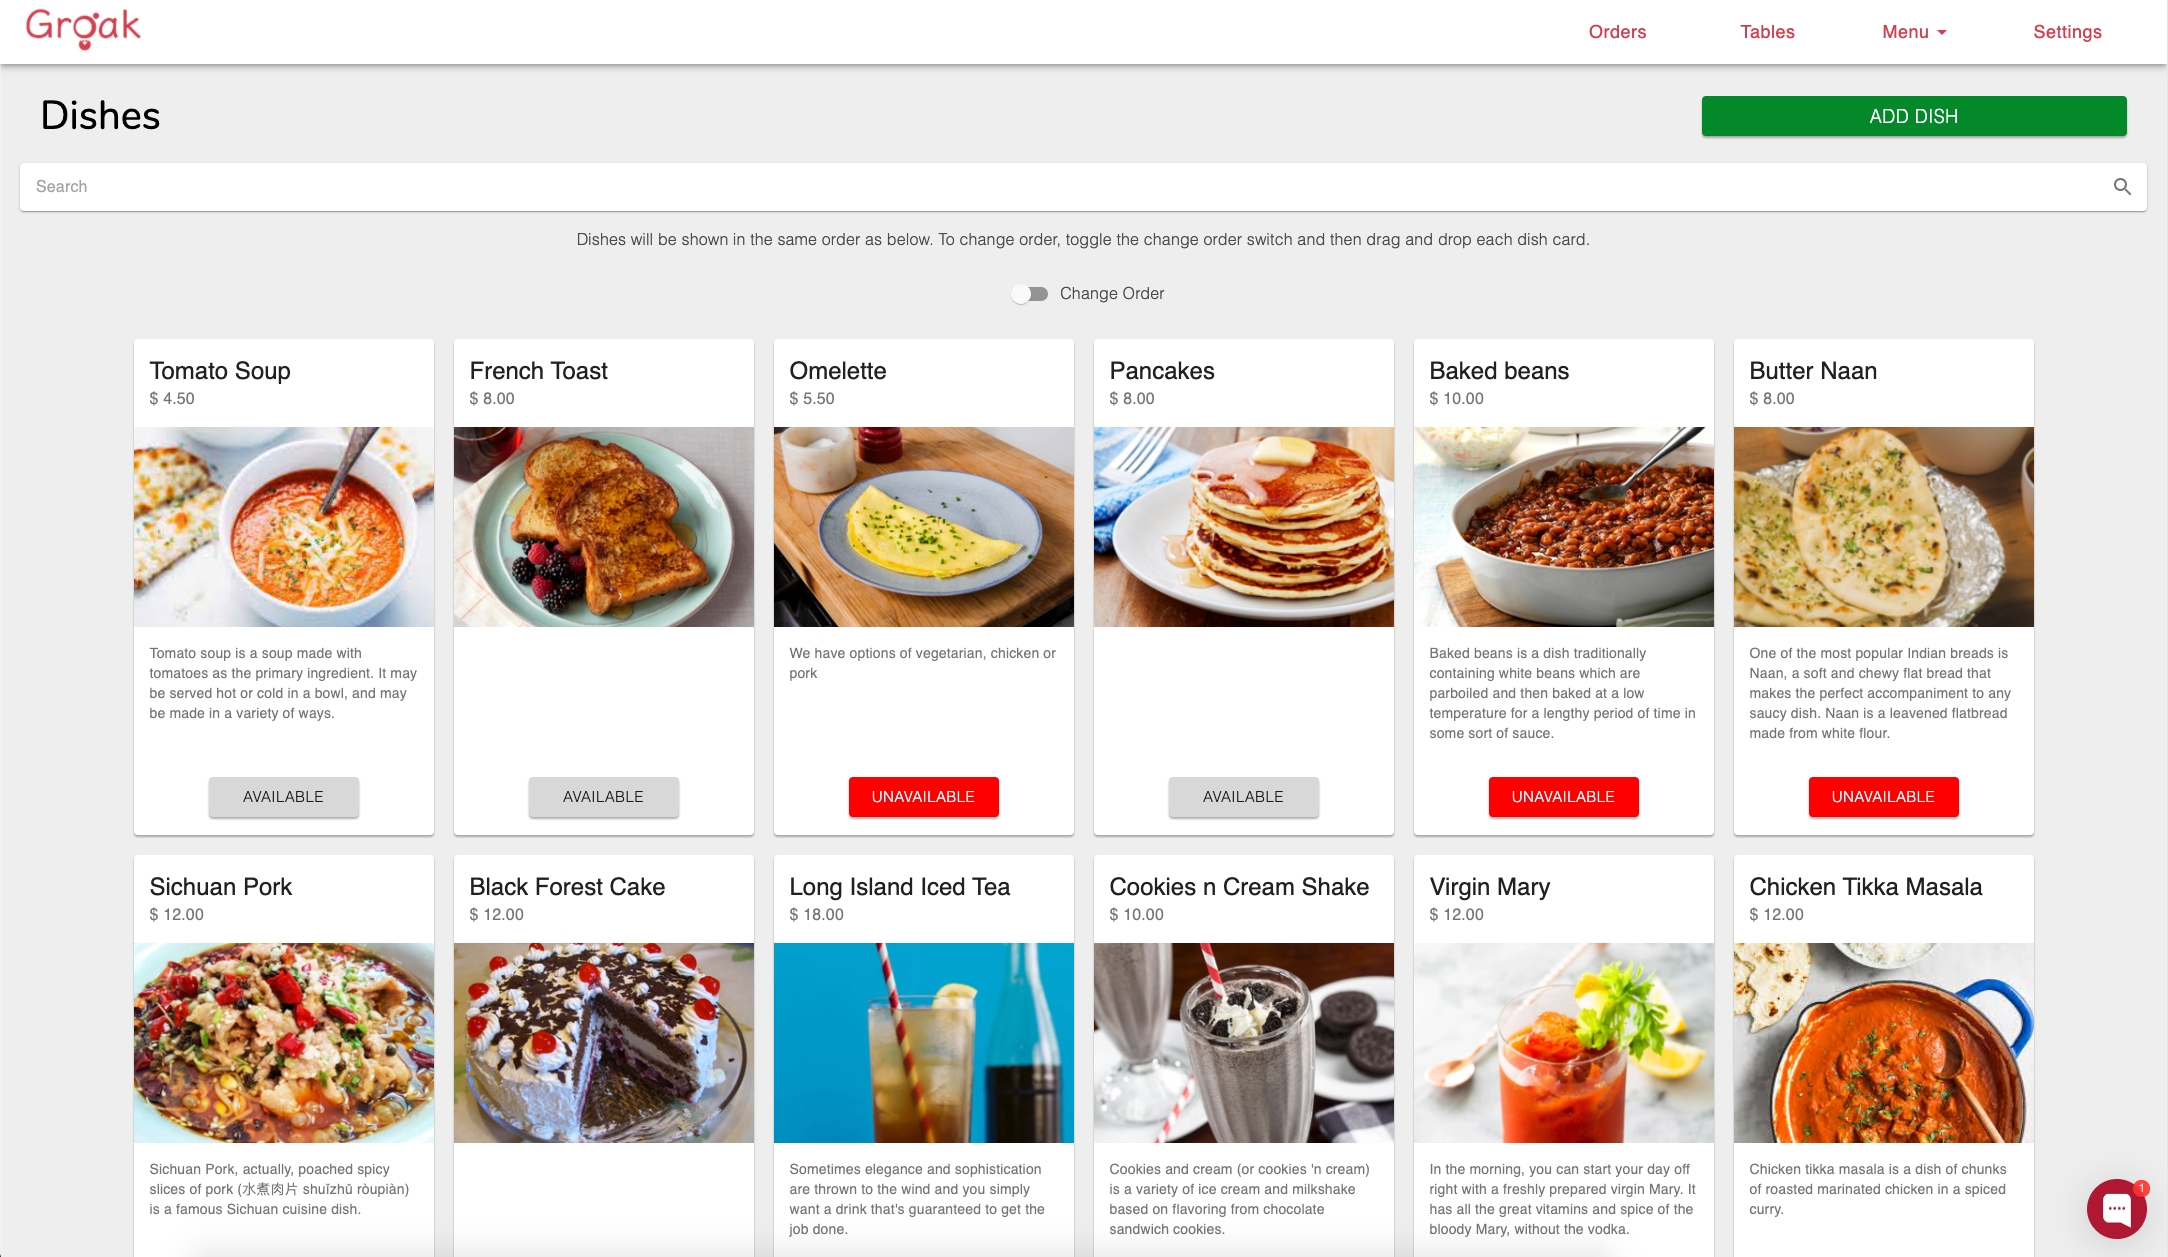 Groak
Orders
Tables
Menu
Settings
Dishes
ADD DISH
Search
Dishes will be shown in the same order as below. To change order, toggle the change order switch and then drag and drop each dish card.
Change Order
Tomato Soup
$ 4.50
Tomato soup is a soup made with
tomatoes as the primary ingredient. It may
be served hot or cold in a bowl, and may
be made in a variety of ways.
AVAILABLE
French Toast
$ 8.00
AVAILABLE
Omelette
$ 5.50
We have options of vegetarian, chicken or
pork
UNAVAILABLE
Pancakes
$ 8.00
AVAILABLE
Baked beans
$ 10.00
Baked beans is a dish traditionally
containing white beans which are
parboiled and then baked at a low
temperature for a lengthy period of time in
some sort of sauce.
UNAVAILABLE
Butter Naan
$ 8.00
One of the most popular Indian breads is
Naan, a soft and chewy flat bread that
makes the perfect accompaniment to any
saucy dish. Naan is a leavened flatbread
made from white flour.
UNAVAILABLE
Sichuan Pork
$ 12.00
Sichuan Pork, actually, poached spicy
slices of pork (水煮肉片 shuǐzhǔ ròupiàn)
is a famous Sichuan cuisine dish.
Black Forest Cake
$ 12.00
Long Island Iced Tea
$ 18.00
Sometimes elegance and sophistication
are thrown to the wind and you simply
want a drink that's guaranteed to get the
job done.
Cookies n Cream Shake
$ 10.00
Cookies and cream (or cookies 'n cream)
is a variety of ice cream and milkshake
based on flavoring from chocolate
sandwich cookies.
Virgin Mary
$ 12.00
In the morning, you can start your day off
right with a freshly prepared virgin Mary. It
has all the great vitamins and spice of the
bloody Mary, without the vodka.
Chicken Tikka Masala
$ 12.00
Chicken tikka masala is a dish of chunks
of roasted marinated chicken in a spiced
curry.
1